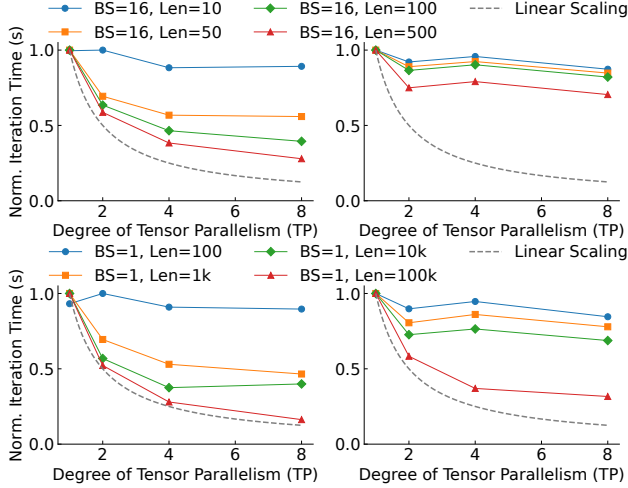 BS=16, Len=10
BS=16, Len=100
Linear Scaling
BS=16, Len=50
BS=16, Len=500
Norm. Iteration Time (s)
1.0
0.5
0.0
2
4
6
8
Degree of Tensor Parallelism (TP)
1.0
0.5
0.0
2
4
6
8
Degree of Tensor Parallelism (TP)
BS=1, Len=100
BS=1, Len=10k
Linear Scaling
BS=1, Len=1k
BS=1, Len=100k
Norm. Iteration Time (s)
1.0
0.5
0.0
2
4
6
8
Degree of Tensor Parallelism (TP)
1.0
0.5
0.0
2
4
6
8
Degree of Tensor Parallelism (TP)